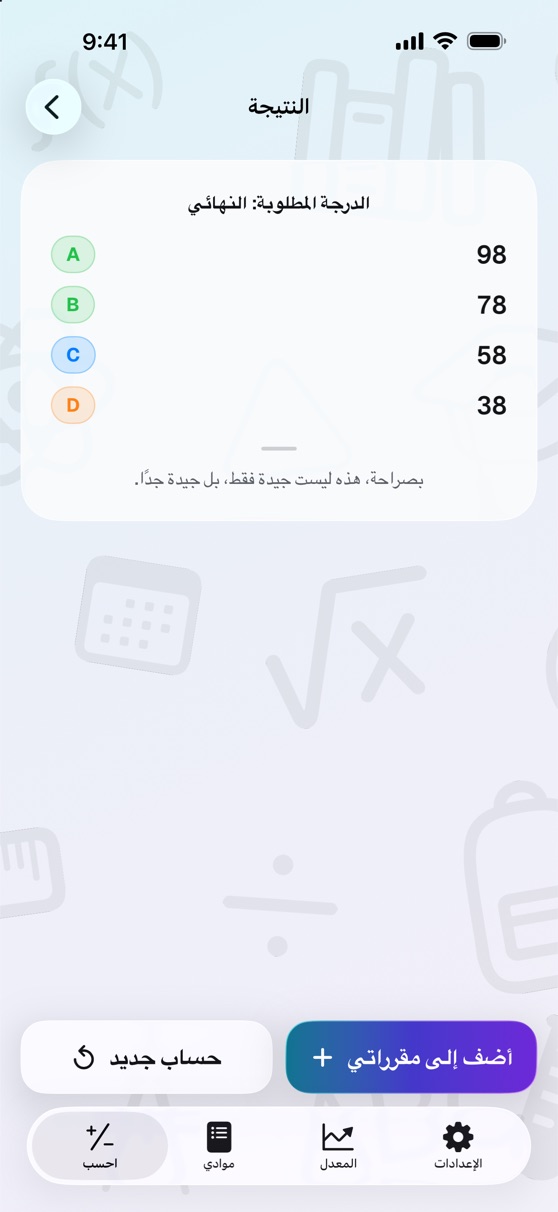 9:41
النتيجة
الدرجة المطلوبة: النهائي
A 98
B 78
C 58
D 38
بصراحة، هذه ليست جيدة فقط، بل جيدة جدًا.
أضف إلى مقرراتي +
حساب جديد
احسب
موادي
المعدل
الإعدادات